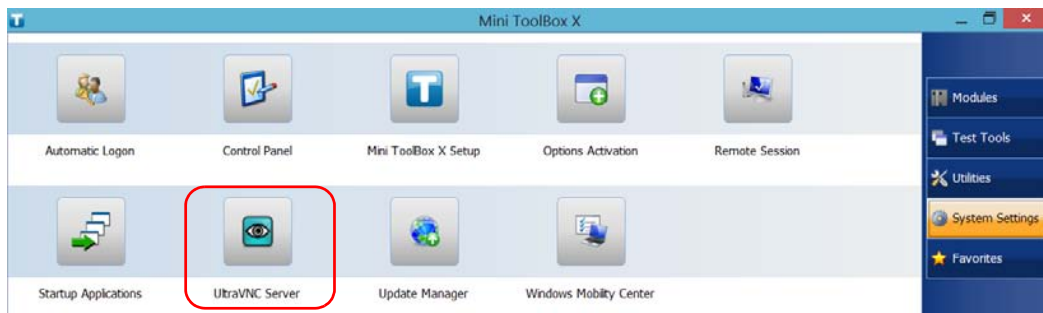 Mini ToolBox X
Automatic Logon
Control Panel
Mini ToolBox X Setup
Options Activation
Remote Session
Startup Applications
UltraVNC Server
Update Manager
Windows Mobility Center
Modules
Test Tools
Utilities
System Settings
Favorites